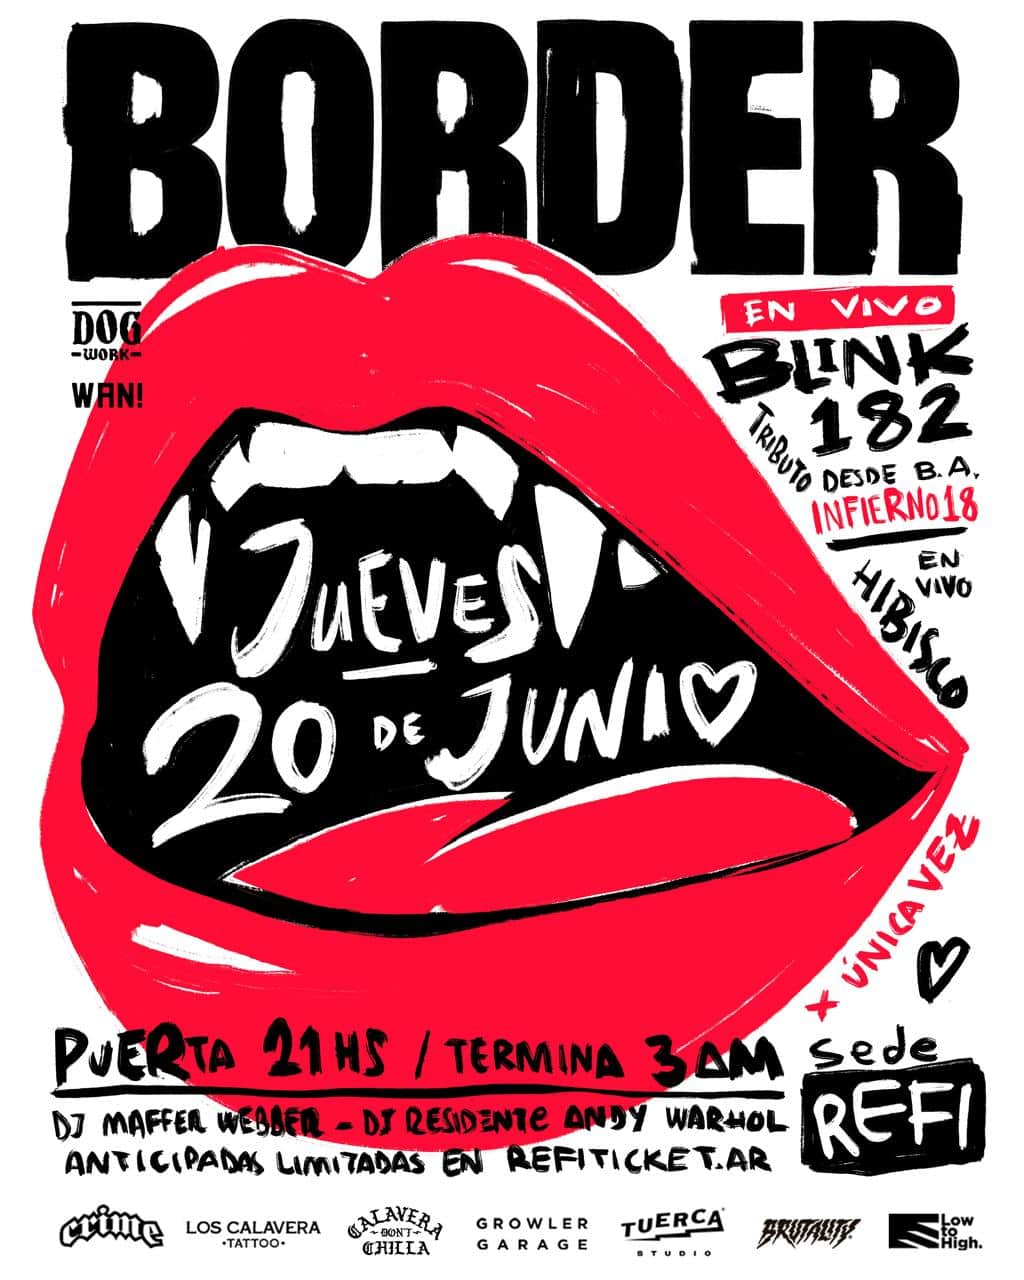 BORDER
DOG
-WORK-
WAN!
EN VIVO
BLINK
182
TRIBUTO
DESDE B.A.
INFIERNO18
EN
VIVO
HIBISCO
JUEVES
20 DE JUNIO
+ ÚNICA VEZ
PUERTA 21HS / TERMINA 3AM
DJ MAFFER WEBBER - DJ RESIDENTE ANDY WARHOL
ANTICIPADAS LIMITADAS EN REFITICKET.AR
Sede
REFI
crime
LOS CALAVERA
·TATTOO·
CALAVERA
DON'T
CHILLA
GROWLER
GARAGE
TUERCA
STUDIO
BRUTALITY.
Low
to
High.